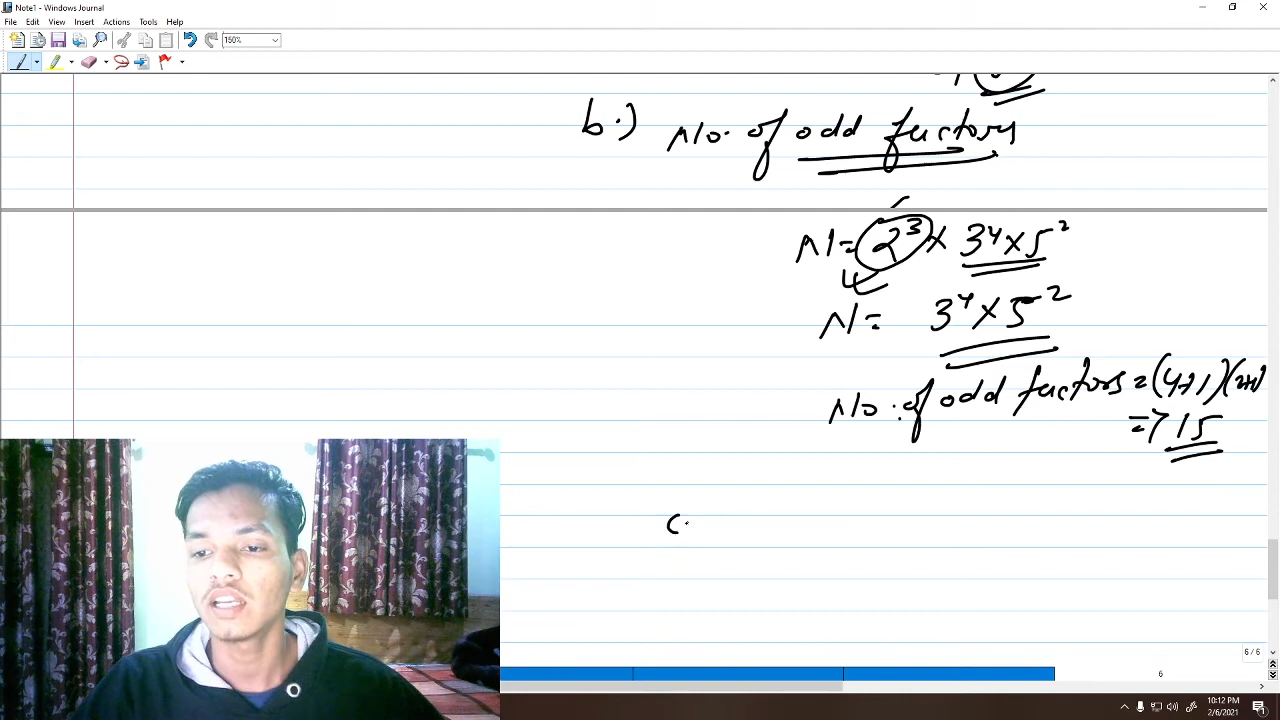 Note1 - Windows Journal
File Edit View Insert Actions Tools Help
150%
b.) No. of odd factors
N = 2³ × 3⁴ × 5²
N = 3⁴ × 5²
No. of odd factors = (4+1)(2+1)
=> 15
c.
6/6
6
10:12 PM
2/6/2021